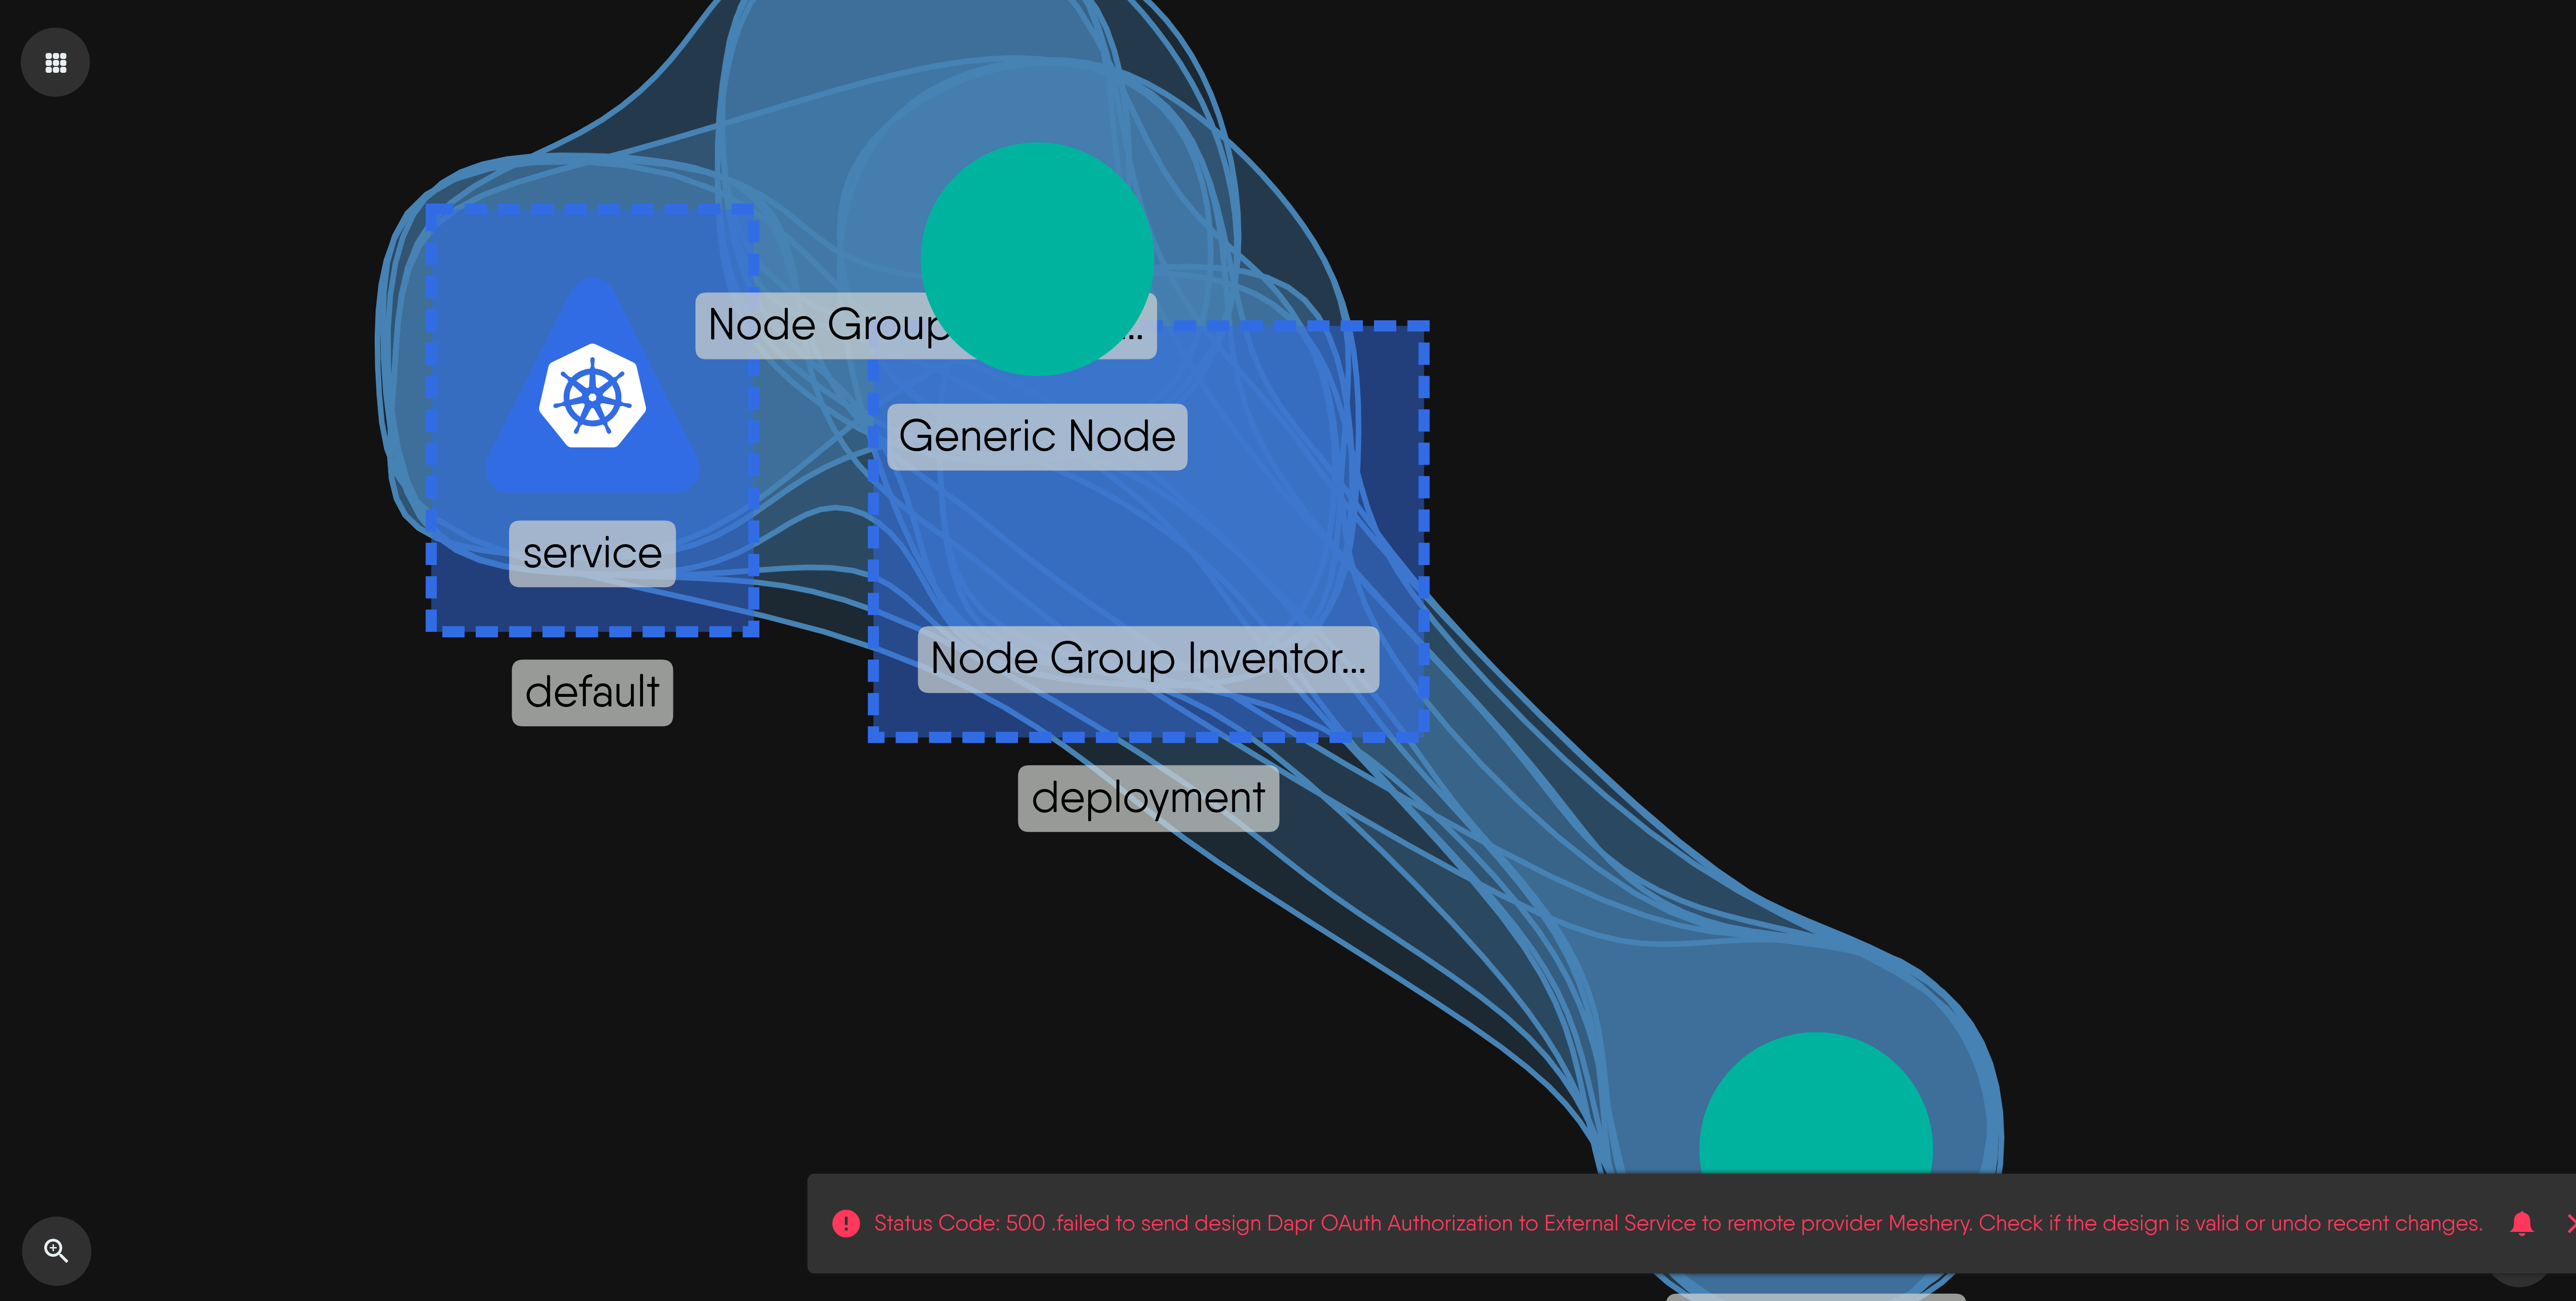 Node Group
...
Generic Node
service
Node Group Inventor...
default
deployment
Status Code: 500 .failed to send design Dapr OAuth Authorization to External Service to remote provider Meshery. Check if the design is valid or undo recent changes.